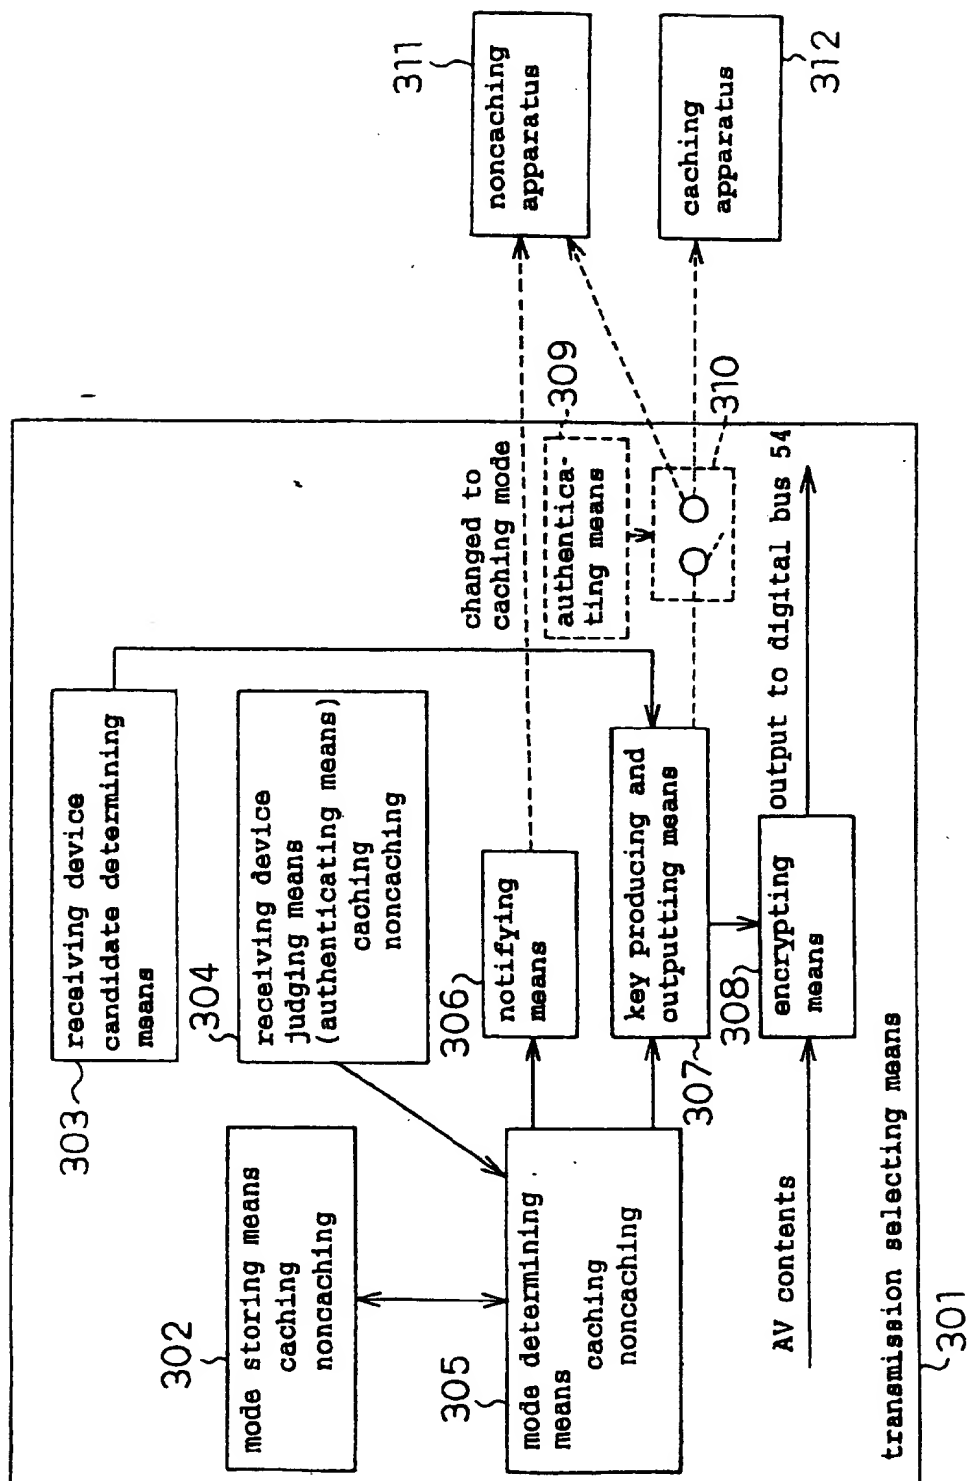 303
receiving device
candidate determining
means
304
receiving device
judging means
(authenticating means)
caching
noncaching
302
mode storing means
caching
noncaching
305
mode determining
means
caching
noncaching
306
notifying
means
changed to
caching mode
309
authentica-
ting means
310
311
noncaching
apparatus
312
caching
apparatus
307
key producing and
outputting means
308
encrypting
means
AV contents
output to digital bus 54
transmission selecting means
301